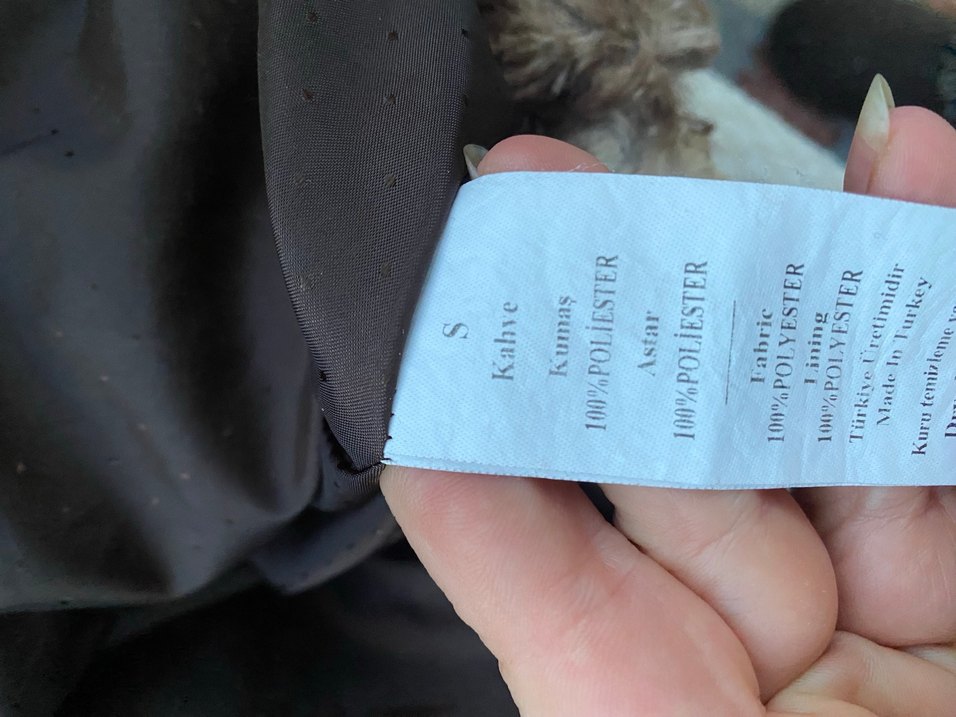 S
Kahve
Kumaş
100%POLİESTER
Astar
100%POLİESTER
Fabric
100%POLYESTER
Lining
100%POLYESTER
Türkiye Üretimidir
Made In Turkey
Kuru temizleme